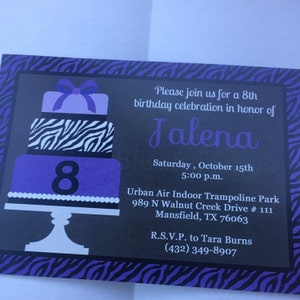 Please join us for a 8th
birthday celebration in honor of
Jalena
Saturday , October 15th
5:00 p.m.
Urban Air Indoor Trampoline Park
989 N Walnut Creek Drive # 111
Mansfield, TX 76063
R.S.V.P. to Tara Burns
(432) 349-8907
8